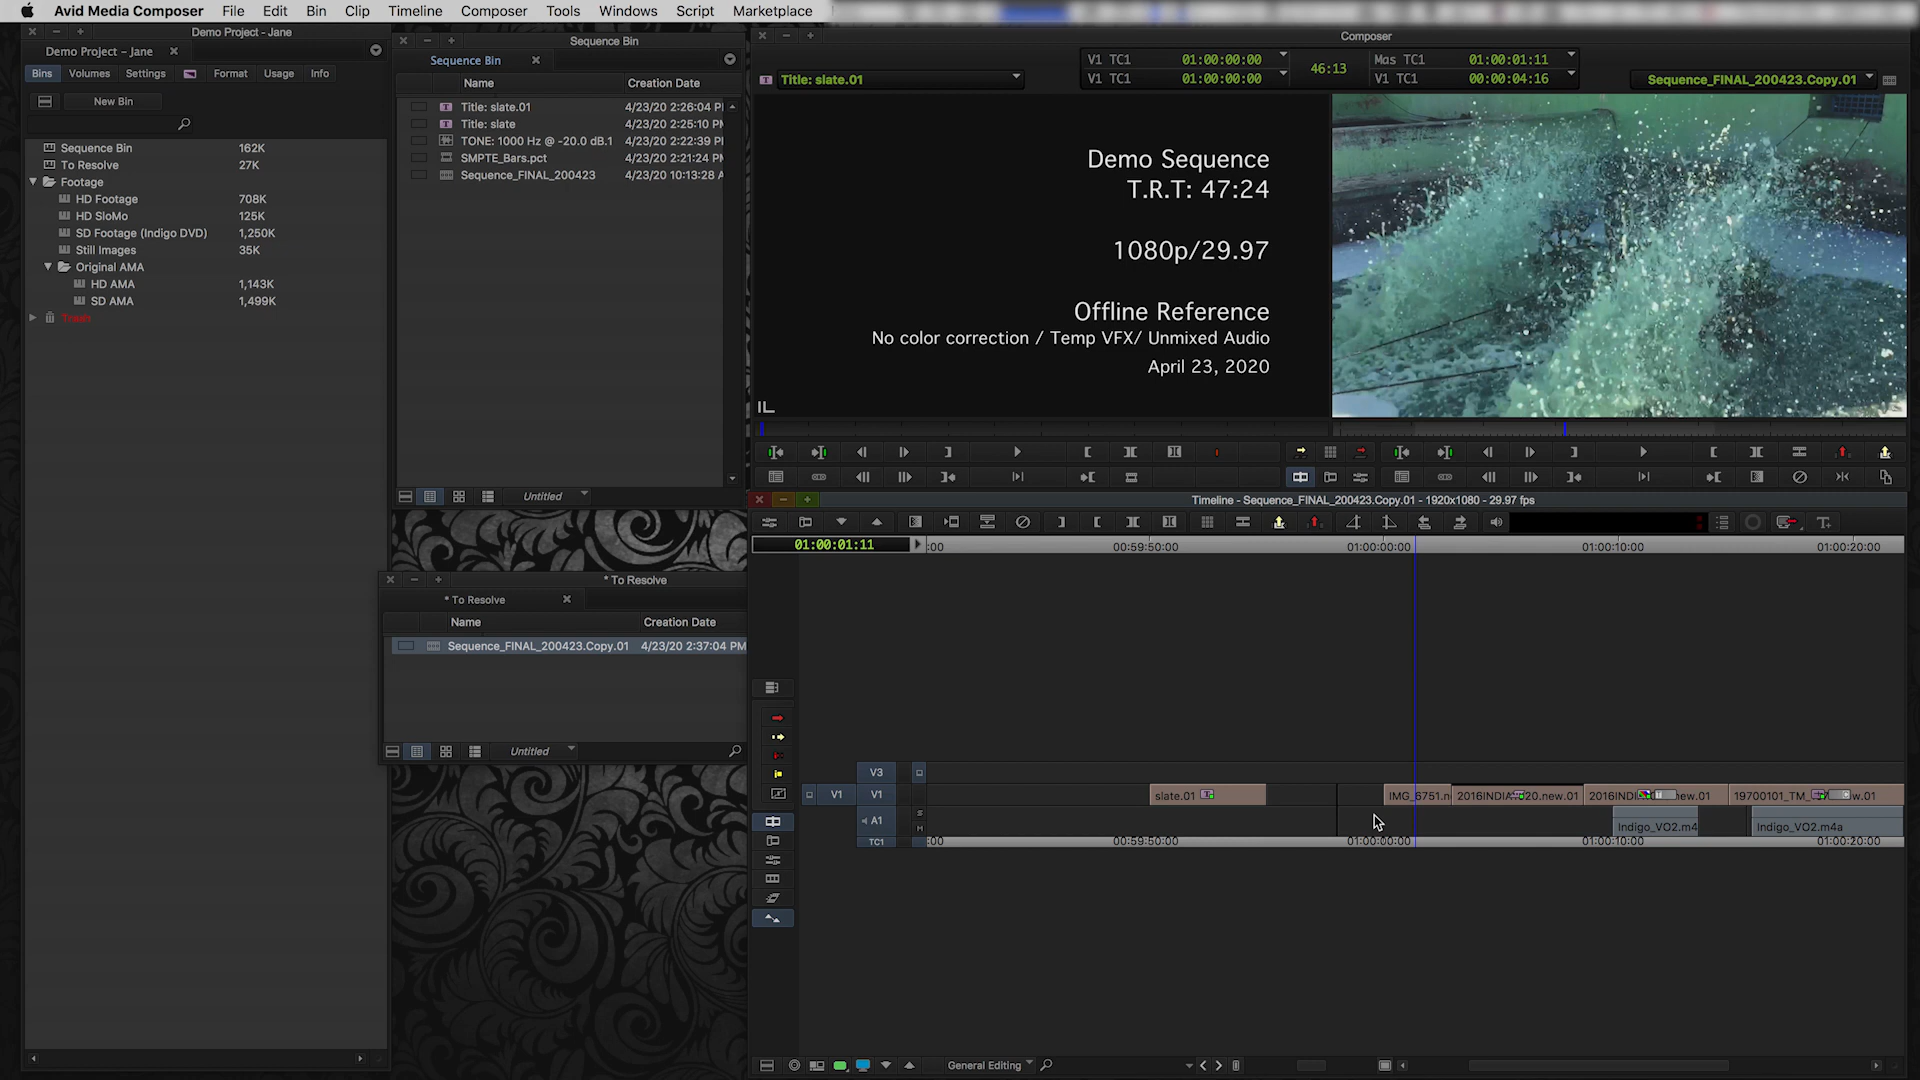 Avid Media Composer File Edit Bin Clip Timeline Composer Tools Windows Script Marketplace
Demo Project - Jane
Demo Project - Jane
Bins Volumes Settings Format Usage Info
New Bin
Sequence Bin 162K
To Resolve 27K
Footage
HD Footage 708K
HD SloMo 125K
SD Footage (Indigo DVD) 1,250K
Still Images 35K
Original AMA
HD AMA 1,143K
SD AMA 1,499K
Trash
Sequence Bin
Sequence Bin
Name Creation Date
Title: slate.01 4/23/20 2:26:04 P
Title: slate 4/23/20 2:25:10 P
TONE: 1000 Hz @ -20.0 dB.1 4/23/20 2:22:39 P
SMPTE_Bars.pct 4/23/20 2:21:24 P
Sequence_FINAL_200423 4/23/20 10:13:28 A
Untitled
* To Resolve
* To Resolve
Name Creation Date
Sequence_FINAL_200423.Copy.01 4/23/20 2:37:04 PM
Untitled
Composer
Title: slate.01
V1 TC1 01:00:00:00
V1 TC1 01:00:00:00
46:13
Mas TC1 01:00:01:11
V1 TC1 00:00:04:16
Sequence_FINAL_200423.Copy.01
Demo Sequence
T.R.T: 47:24
1080p/29.97
Offline Reference
No color correction / Temp VFX/ Unmixed Audio
April 23, 2020
Timeline - Sequence_FINAL_200423.Copy.01 - 1920x1080 - 29.97 fps
01:00:01:11
:00 00:59:50:00 01:00:00:00 01:00:10:00 01:00:20:00
V3
V1 V1 slate.01 IMG_6751.n 2016INDIA 20.new.01 2016INDI ew.01 19700101_TM_ w.01
A1 S M Indigo_VO2.m4 Indigo_VO2.m4a
TC1 :00 00:59:50:00 01:00:00:00 01:00:10:00 01:00:20:00
General Editing